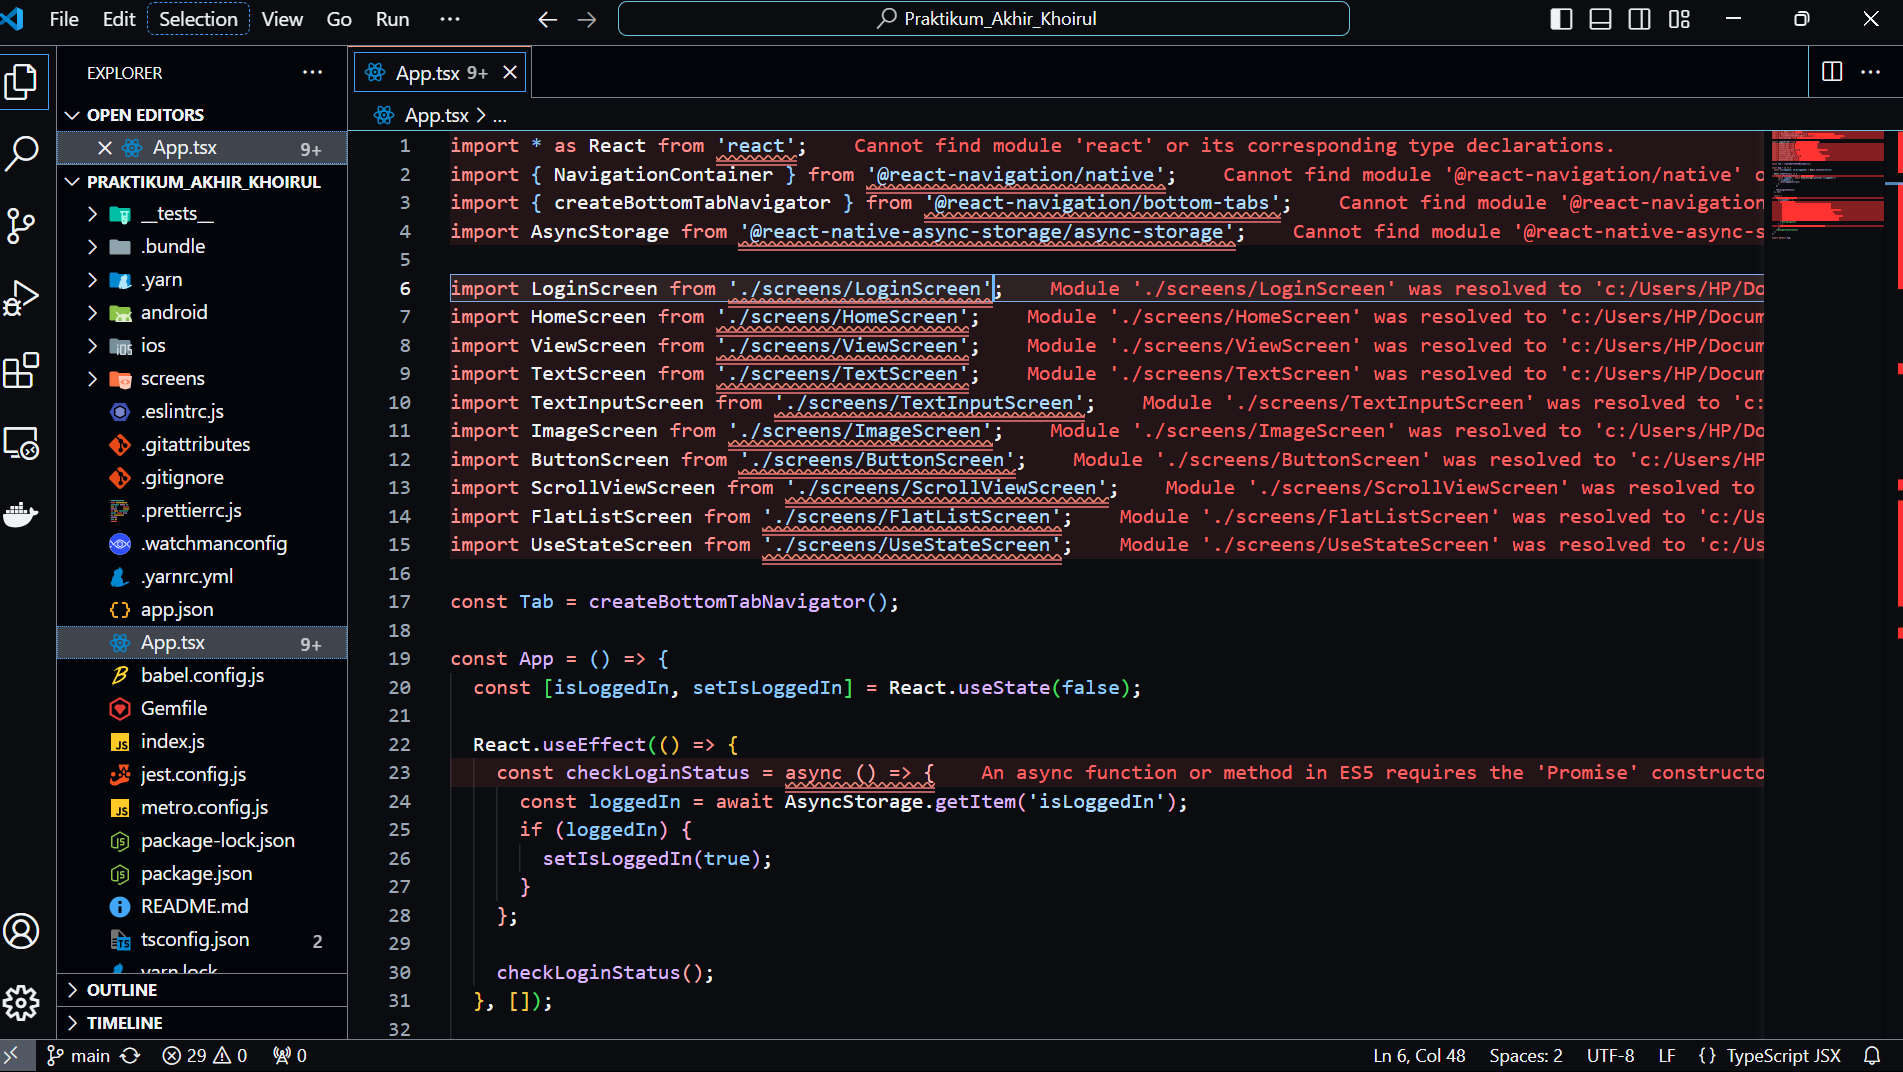 File Edit Selection View Go Run ···
Praktikum_Akhir_Khoirul
EXPLORER ···
OPEN EDITORS
App.tsx 9+
PRAKTIKUM_AKHIR_KHOIRUL
__tests__
.bundle
.yarn
android
ios
screens
.eslintrc.js
.gitattributes
.gitignore
.prettierrc.js
.watchmanconfig
.yarnrc.yml
app.json
App.tsx 9+
babel.config.js
Gemfile
index.js
jest.config.js
metro.config.js
package-lock.json
package.json
README.md
tsconfig.json 2
yarn.lock
OUTLINE
TIMELINE
App.tsx 9+
App.tsx > ...
1 import * as React from 'react'; Cannot find module 'react' or its corresponding type declarations.
2 import { NavigationContainer } from '@react-navigation/native'; Cannot find module '@react-navigation/native' o
3 import { createBottomTabNavigator } from '@react-navigation/bottom-tabs'; Cannot find module '@react-navigation
4 import AsyncStorage from '@react-native-async-storage/async-storage'; Cannot find module '@react-native-async-s
5
6 import LoginScreen from './screens/LoginScreen'; Module './screens/LoginScreen' was resolved to 'c:/Users/HP/Do
7 import HomeScreen from './screens/HomeScreen'; Module './screens/HomeScreen' was resolved to 'c:/Users/HP/Docum
8 import ViewScreen from './screens/ViewScreen'; Module './screens/ViewScreen' was resolved to 'c:/Users/HP/Docum
9 import TextScreen from './screens/TextScreen'; Module './screens/TextScreen' was resolved to 'c:/Users/HP/Docum
10 import TextInputScreen from './screens/TextInputScreen'; Module './screens/TextInputScreen' was resolved to 'c:
11 import ImageScreen from './screens/ImageScreen'; Module './screens/ImageScreen' was resolved to 'c:/Users/HP/Do
12 import ButtonScreen from './screens/ButtonScreen'; Module './screens/ButtonScreen' was resolved to 'c:/Users/HP
13 import ScrollViewScreen from './screens/ScrollViewScreen'; Module './screens/ScrollViewScreen' was resolved to
14 import FlatListScreen from './screens/FlatListScreen'; Module './screens/FlatListScreen' was resolved to 'c:/Us
15 import UseStateScreen from './screens/UseStateScreen'; Module './screens/UseStateScreen' was resolved to 'c:/Us
16
17 const Tab = createBottomTabNavigator();
18
19 const App = () => {
20 const [isLoggedIn, setIsLoggedIn] = React.useState(false);
21
22 React.useEffect(() => {
23 const checkLoginStatus = async () => { An async function or method in ES5 requires the 'Promise' constructo
24 const loggedIn = await AsyncStorage.getItem('isLoggedIn');
25 if (loggedIn) {
26 setIsLoggedIn(true);
27 }
28 };
29
30 checkLoginStatus();
31 }, []);
32
main 29 0 0 Ln 6, Col 48 Spaces: 2 UTF-8 LF {} TypeScript JSX